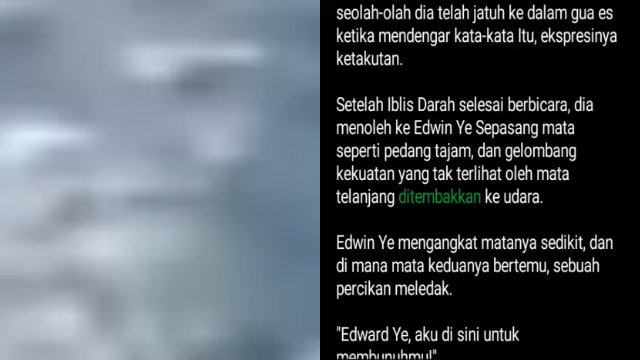 seolah-olah dia telah jatuh ke dalam gua es
ketika mendengar kata-kata Itu, ekspresinya
ketakutan.
Setelah Iblis Darah selesai berbicara, dia
menoleh ke Edwin Ye Sepasang mata
seperti pedang tajam, dan gelombang
kekuatan yang tak terlihat oleh mata
telanjang ditembakkan ke udara.
Edwin Ye mengangkat matanya sedikit, dan
di mana mata keduanya bertemu, sebuah
percikan meledak.
"Edward Ye, aku di sini untuk
membunuhmu!"